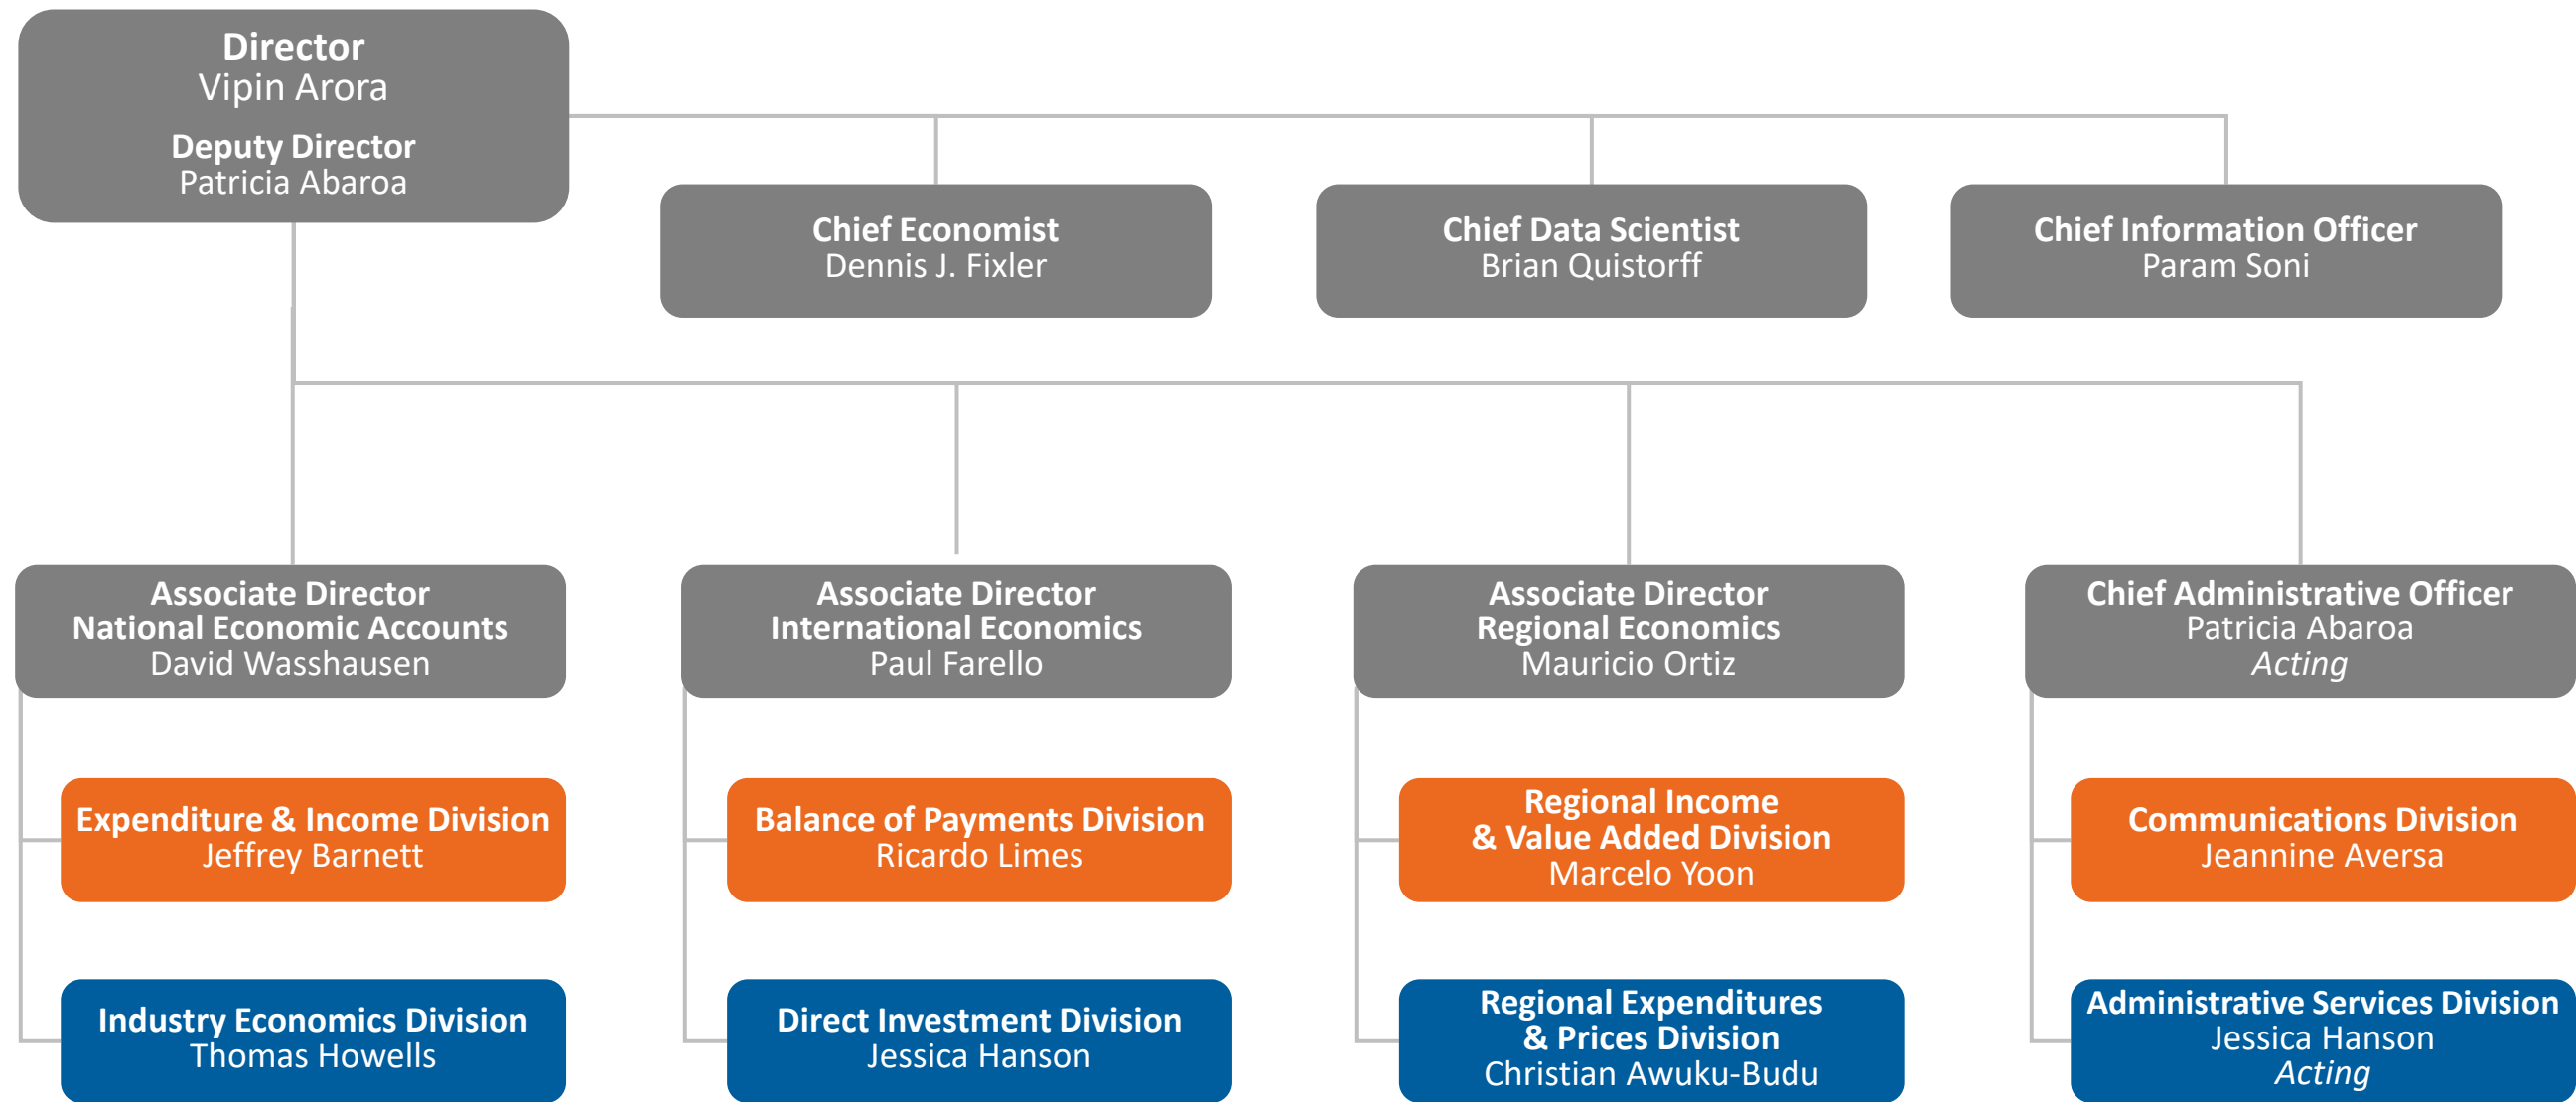 Director
Vipin Arora
Deputy Director
Patricia Abaroa
Chief Economist
Dennis J. Fixler
Chief Data Scientist
Brian Quistorff
Chief Information Officer
Param Soni
Associate Director
National Economic Accounts
David Wasshausen
Associate Director
International Economics
Paul Farello
Associate Director
Regional Economics
Mauricio Ortiz
Chief Administrative Officer
Patricia Abaroa
Acting
Expenditure & Income Division
Jeffrey Barnett
Balance of Payments Division
Ricardo Limes
Regional Income
& Value Added Division
Marcelo Yoon
Communications Division
Jeannine Aversa
Industry Economics Division
Thomas Howells
Direct Investment Division
Jessica Hanson
Regional Expenditures
& Prices Division
Christian Awuku-Budu
Administrative Services Division
Jessica Hanson
Acting